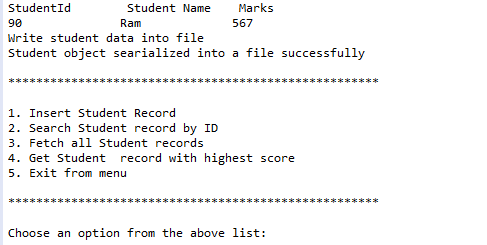 StudentId        Student Name    Marks
90              Ram             567
Write student data into file
Student object searialized into a file successfully
*****************************************************
1. Insert Student Record
2. Search Student record by ID
3. Fetch all Student records
4. Get Student  record with highest score
5. Exit from menu
*****************************************************
Choose an option from the above list: